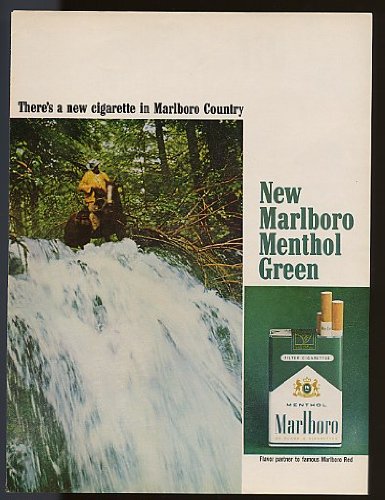 There's a new cigarette in Marlboro Country
New
Marlboro
Menthol
Green
FILTER CIGARETTES
MENTHOL
Marlboro
Flavor partner to famous Marlboro Red